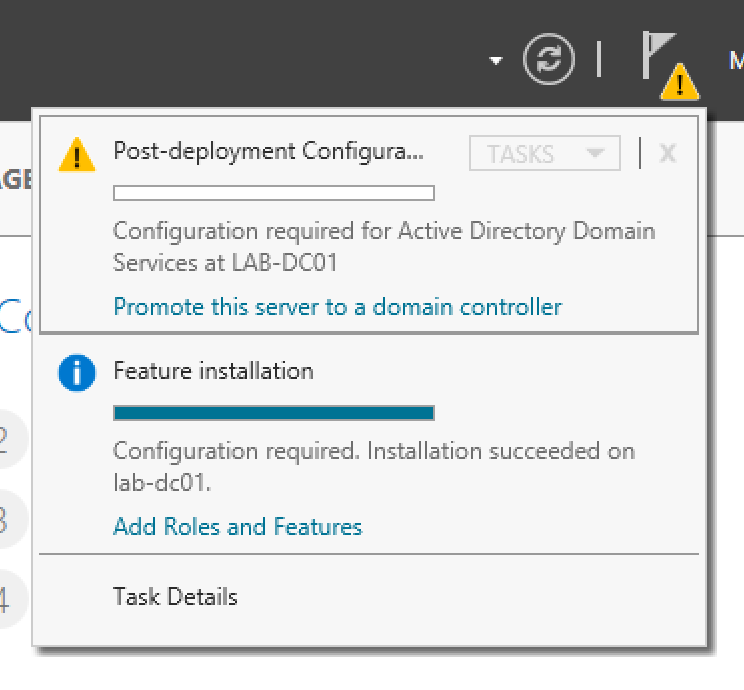 M
Post-deployment Configura...
TASKS
X
AGE
Configuration required for Active Directory Domain
Services at LAB-DC01
Promote this server to a domain controller
Co
Feature installation
2
Configuration required. Installation succeeded on
lab-dc01.
3
Add Roles and Features
4
Task Details